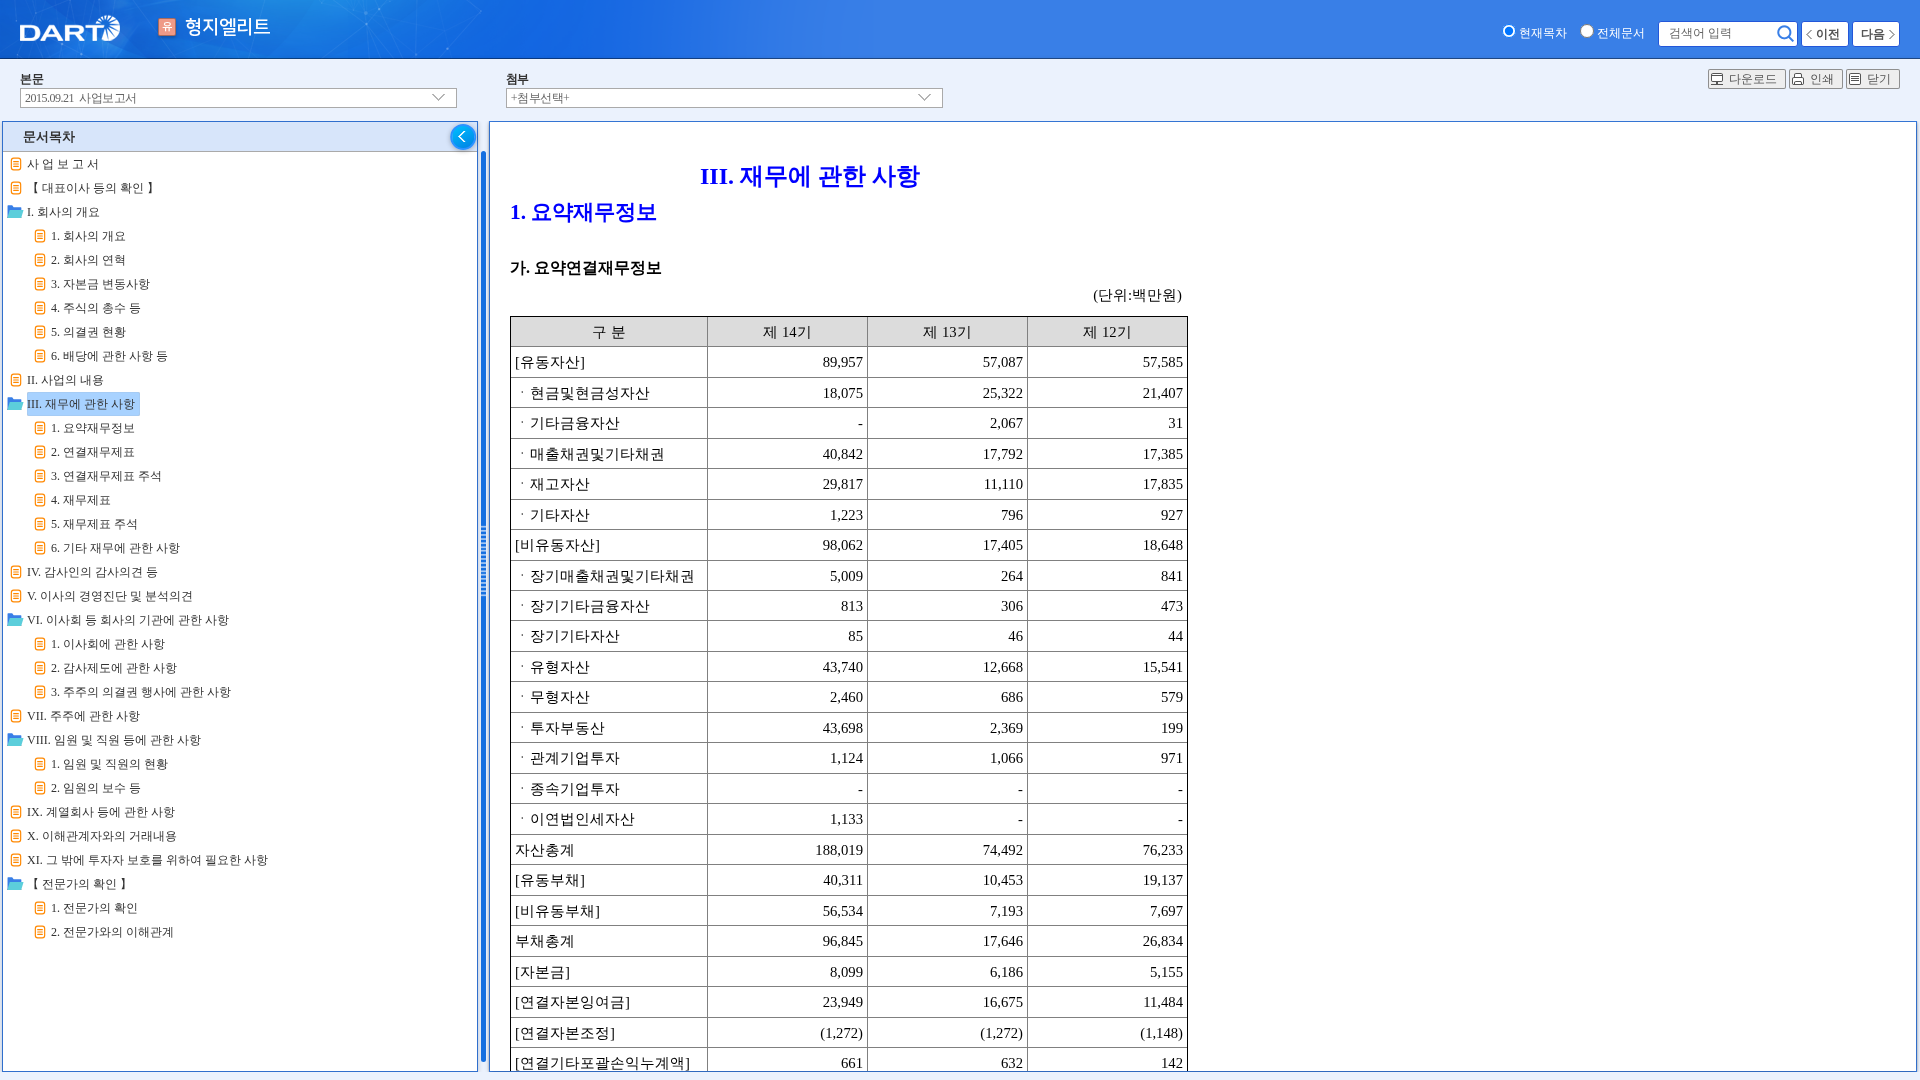 DART 유 형지엘리트 현재목차 전체문서 검색어 입력 이전 다음
본문 첨부 다운로드 인쇄 닫기
2015.09.21 사업보고서 +첨부선택+
문서목차
사 업 보 고 서
【 대표이사 등의 확인 】
I. 회사의 개요
1. 회사의 개요
2. 회사의 연혁
3. 자본금 변동사항
4. 주식의 총수 등
5. 의결권 현황
6. 배당에 관한 사항 등
II. 사업의 내용
III. 재무에 관한 사항
1. 요약재무정보
2. 연결재무제표
3. 연결재무제표 주석
4. 재무제표
5. 재무제표 주석
6. 기타 재무에 관한 사항
IV. 감사인의 감사의견 등
V. 이사의 경영진단 및 분석의견
VI. 이사회 등 회사의 기관에 관한 사항
1. 이사회에 관한 사항
2. 감사제도에 관한 사항
3. 주주의 의결권 행사에 관한 사항
VII. 주주에 관한 사항
VIII. 임원 및 직원 등에 관한 사항
1. 임원 및 직원의 현황
2. 임원의 보수 등
IX. 계열회사 등에 관한 사항
X. 이해관계자와의 거래내용
XI. 그 밖에 투자자 보호를 위하여 필요한 사항
【 전문가의 확인 】
1. 전문가의 확인
2. 전문가와의 이해관계
III. 재무에 관한 사항
1. 요약재무정보
가. 요약연결재무정보
(단위:백만원)
구 분 제 14기 제 13기 제 12기
[유동자산] 89,957 57,087 57,585
ㆍ현금및현금성자산 18,075 25,322 21,407
ㆍ기타금융자산 - 2,067 31
ㆍ매출채권및기타채권 40,842 17,792 17,385
ㆍ재고자산 29,817 11,110 17,835
ㆍ기타자산 1,223 796 927
[비유동자산] 98,062 17,405 18,648
ㆍ장기매출채권및기타채권 5,009 264 841
ㆍ장기기타금융자산 813 306 473
ㆍ장기기타자산 85 46 44
ㆍ유형자산 43,740 12,668 15,541
ㆍ무형자산 2,460 686 579
ㆍ투자부동산 43,698 2,369 199
ㆍ관계기업투자 1,124 1,066 971
ㆍ종속기업투자 - - -
ㆍ이연법인세자산 1,133 - -
자산총계 188,019 74,492 76,233
[유동부채] 40,311 10,453 19,137
[비유동부채] 56,534 7,193 7,697
부채총계 96,845 17,646 26,834
[자본금] 8,099 6,186 5,155
[연결자본잉여금] 23,949 16,675 11,484
[연결자본조정] (1,272) (1,272) (1,148)
[연결기타포괄손익누계액] 661 632 142